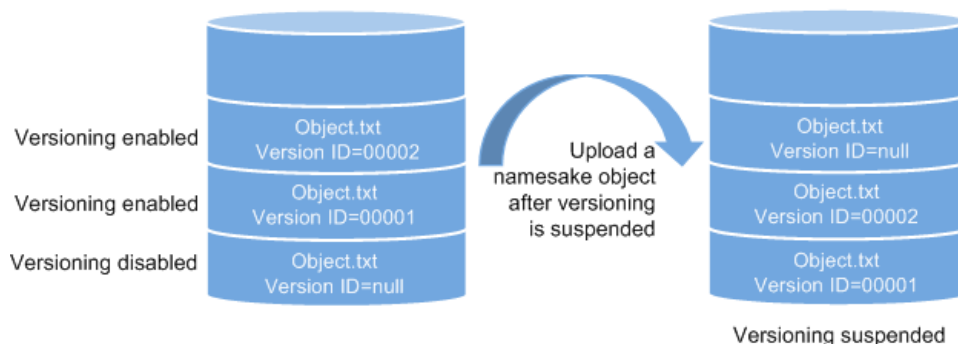 Versioning enabled
Object.txt
Version ID=00002
Versioning enabled
Object.txt
Version ID=00001
Versioning disabled
Object.txt
Version ID=null
Upload a
namesake object
after versioning
is suspended
Object.txt
Version ID=null
Object.txt
Version ID=00002
Object.txt
Version ID=00001
Versioning suspended